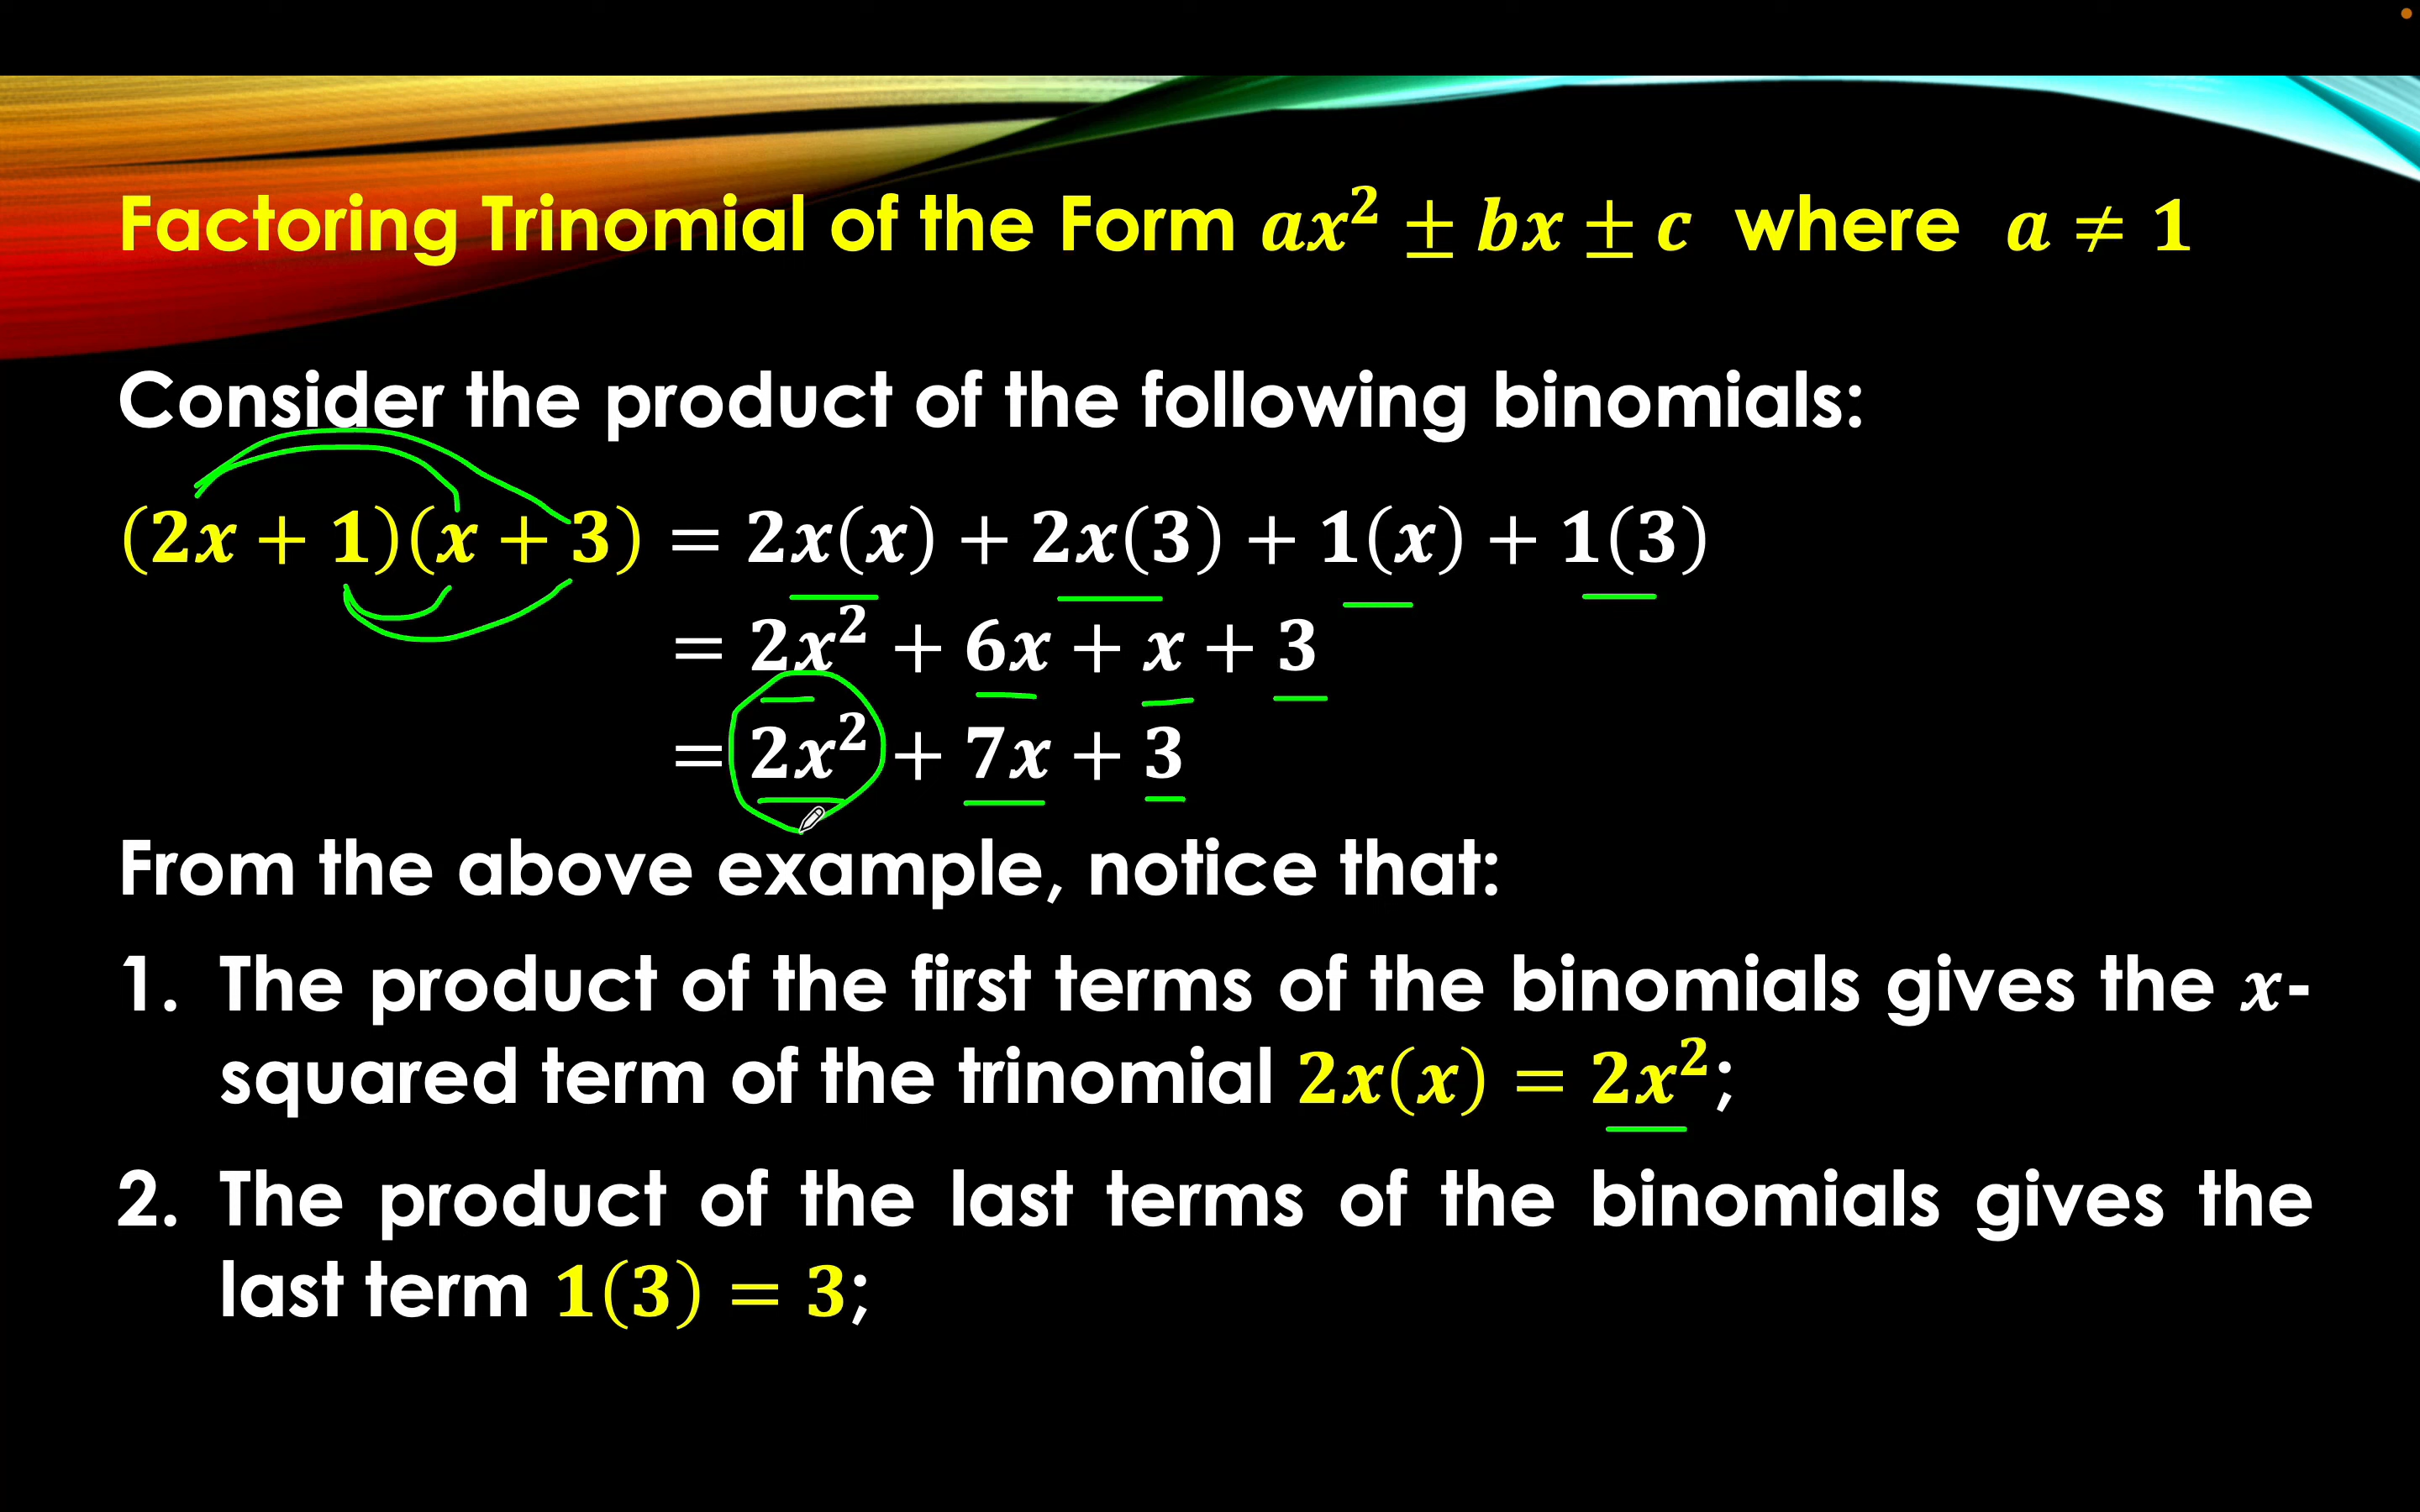 Factoring Trinomial of the Form ax² ± bx ± c where a ≠ 1
Consider the product of the following binomials:
(2x + 1)(x + 3) = 2x(x) + 2x(3) + 1(x) + 1(3)
= 2x² + 6x + x + 3
= 2x² + 7x + 3
From the above example, notice that:
1. The product of the first terms of the binomials gives the x-
squared term of the trinomial 2x(x) = 2x²;
2. The product of the last terms of the binomials gives the
last term 1(3) = 3;